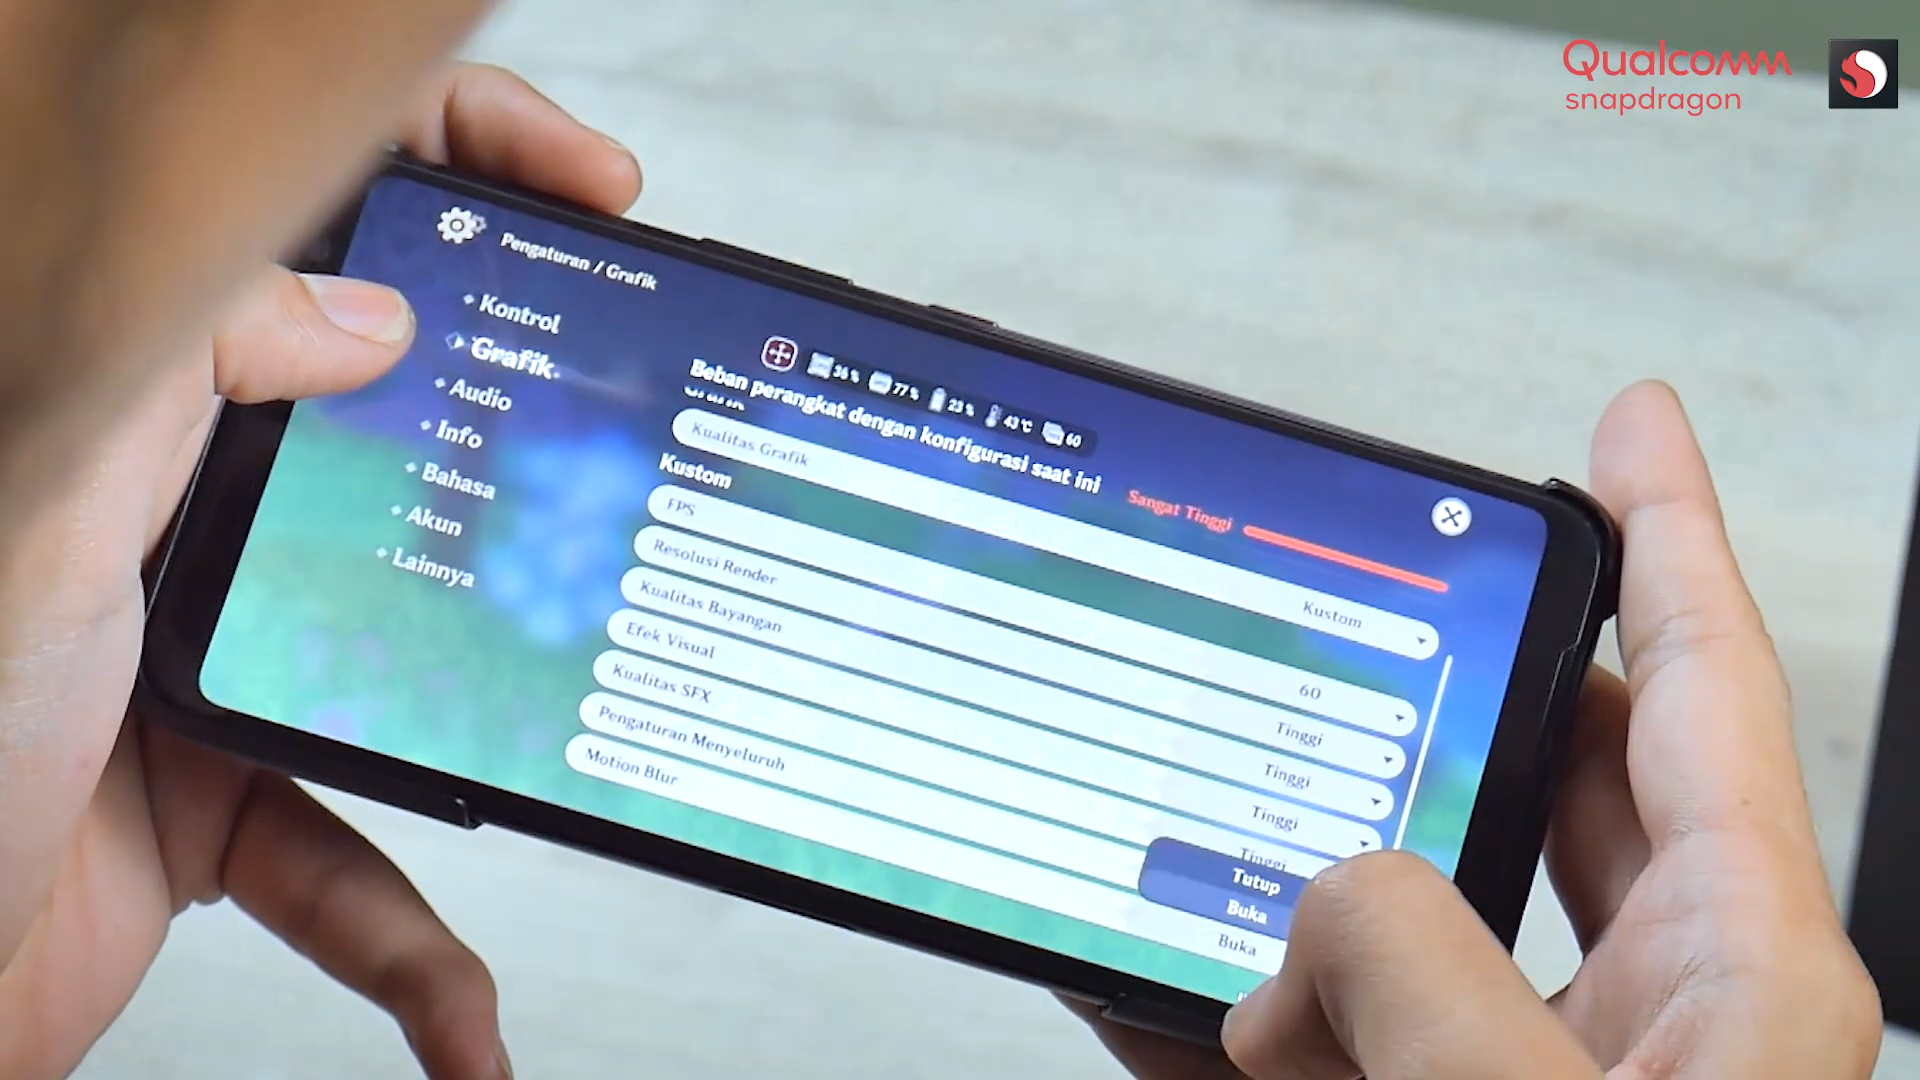 Qualcomm
snapdragon
Pengaturan / Grafik
Kontrol
Grafik
Audio
Info
Bahasa
Akun
Lainnya
36 %
77 %
23 %
43 °C
60
Beban perangkat dengan konfigurasi saat ini
Sangat Tinggi
Kualitas Grafik
Kustom
Kustom
FPS
60
Resolusi Render
Tinggi
Kualitas Bayangan
Tinggi
Efek Visual
Tinggi
Kualitas SFX
Tinggi
Pengaturan Menyeluruh
Tutup
Buka
Motion Blur
Buka